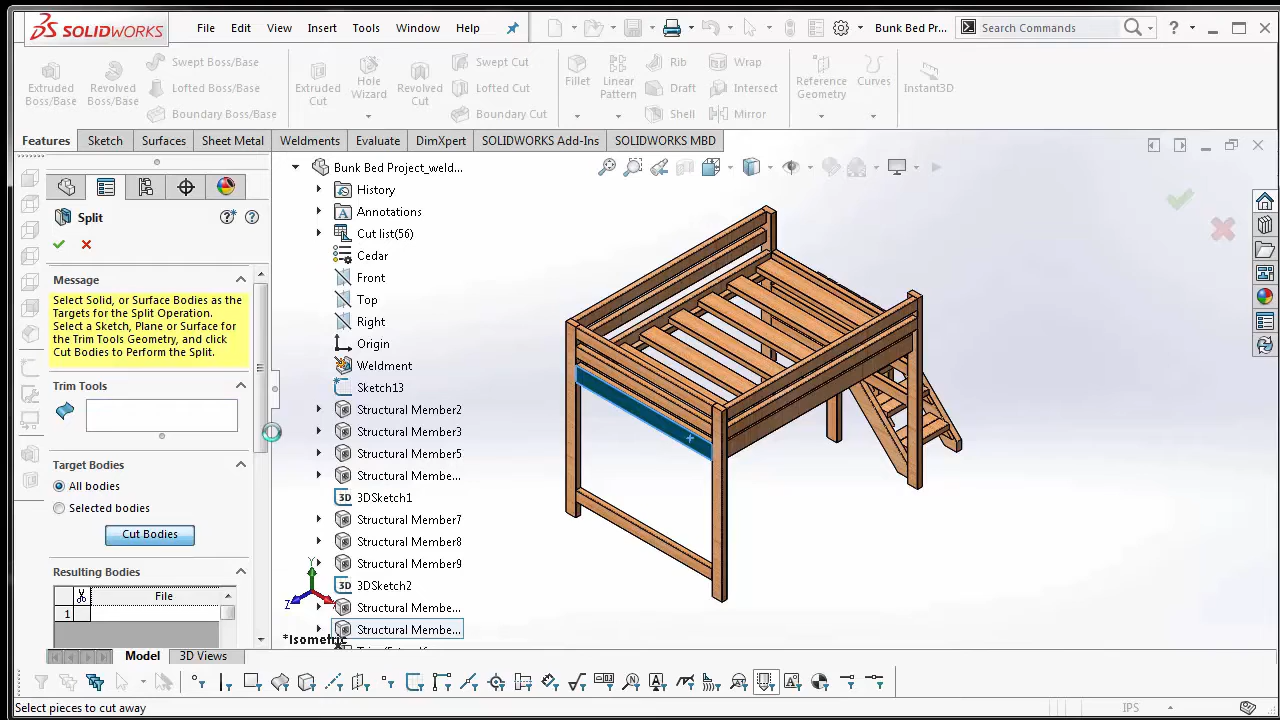 SOLIDWORKS
File Edit View Insert Tools Window Help
Bunk Bed Pr...
Search Commands
?
Extruded Boss/Base
Revolved Boss/Base
Swept Boss/Base
Lofted Boss/Base
Boundary Boss/Base
Extruded Cut
Hole Wizard
Revolved Cut
Swept Cut
Lofted Cut
Boundary Cut
Fillet
Linear Pattern
Rib
Draft
Shell
Wrap
Intersect
Mirror
Reference Geometry
Curves
Instant3D
Features Sketch Surfaces Sheet Metal Weldments Evaluate DimXpert SOLIDWORKS Add-Ins SOLIDWORKS MBD
Split
Message
Select Solid, or Surface Bodies as the
Targets for the Split Operation.
Select a Sketch, Plane or Surface for
the Trim Tools Geometry, and click
Cut Bodies to Perform the Split.
Trim Tools
Target Bodies
All bodies
Selected bodies
Cut Bodies
Resulting Bodies
File
1
Bunk Bed Project_weld...
History
Annotations
Cut list(56)
Cedar
Front
Top
Right
Origin
Weldment
Sketch13
Structural Member2
Structural Member3
Structural Member5
Structural Membe...
3DSketch1
Structural Member7
Structural Member8
Structural Member9
3DSketch2
Structural Membe...
Structural Membe...
Y
Z
*Isometric
Model 3D Views
Select pieces to cut away
IPS